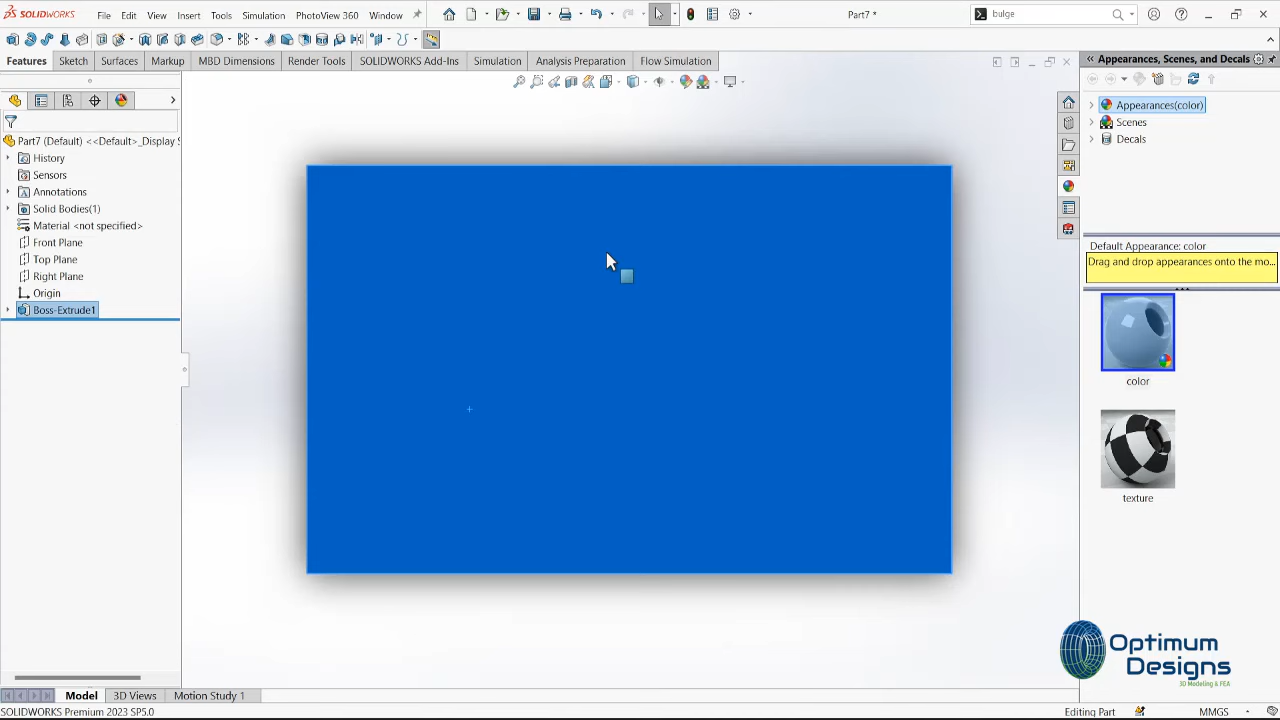 SOLIDWORKS
File Edit View Insert Tools Simulation PhotoView 360 Window
Part7 *
bulge
Features Sketch Surfaces Markup MBD Dimensions Render Tools SOLIDWORKS Add-Ins Simulation Analysis Preparation Flow Simulation
Appearances, Scenes, and Decals
Appearances(color)
Scenes
Decals
Part7 (Default) <<Default>_Display S
History
Sensors
Annotations
Solid Bodies(1)
Material <not specified>
Front Plane
Top Plane
Right Plane
Origin
Boss-Extrude1
Default Appearance: color
Drag and drop appearances onto the mo...
color
texture
Optimum
Designs
3D Modeling & FEA
Model 3D Views Motion Study 1
SOLIDWORKS Premium 2023 SP5.0
Editing Part
MMGS